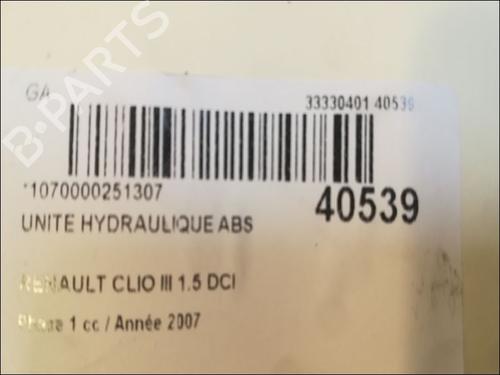 GA
33330401 40539
*1070000251307
40539
UNITE HYDRAULIQUE ABS
RENAULT CLIO III 1.5 DCI
Phase 1 cc / Année 2007
B-PARTS